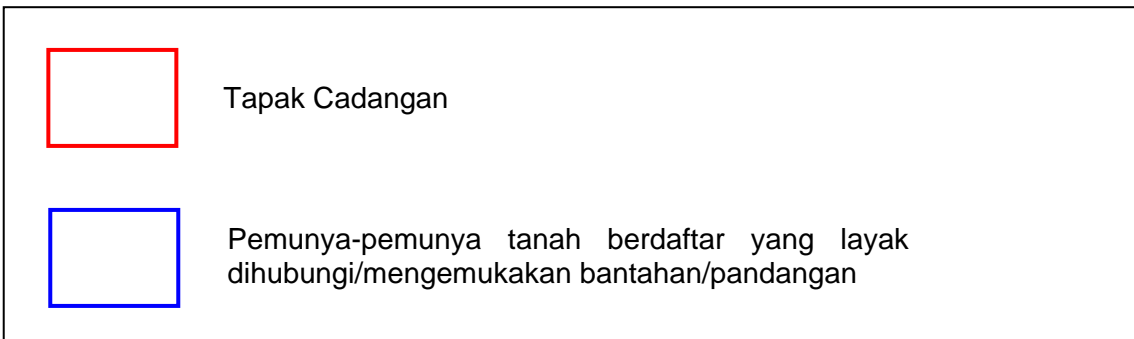 Tapak Cadangan
Pemunya-pemunya tanah berdaftar yang layak
dihubungi/mengemukakan bantahan/pandangan